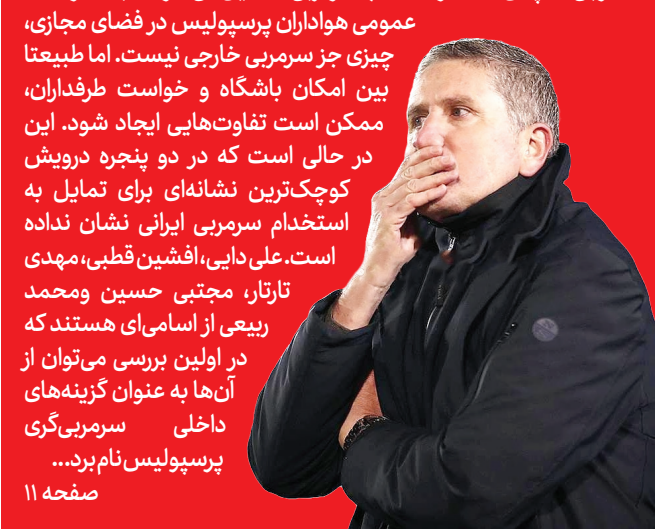 عمومی هواداران پرسپولیس در فضای مجازی،
چیزی جز سرمربی خارجی نیست. اما طبیعتا
بین امکان باشگاه و خواست طرفداران،
ممکن است تفاوت‌هایی ایجاد شود. این
در حالی است که در دو پنجره درویش
کوچک‌ترین نشانه‌ای برای تمایل به
استخدام سرمربی ایرانی نشان نداده
است. علی دایی، افشین قطبی، مهدی
تارتار، مجتبی حسین ومحمد
ربیعی از اسامی‌ای هستند که
در اولین بررسی می‌توان از
آن‌ها به عنوان گزینه‌های
داخلی سرمربی‌گری
پرسپولیس نام برد...
صفحه ۱۱